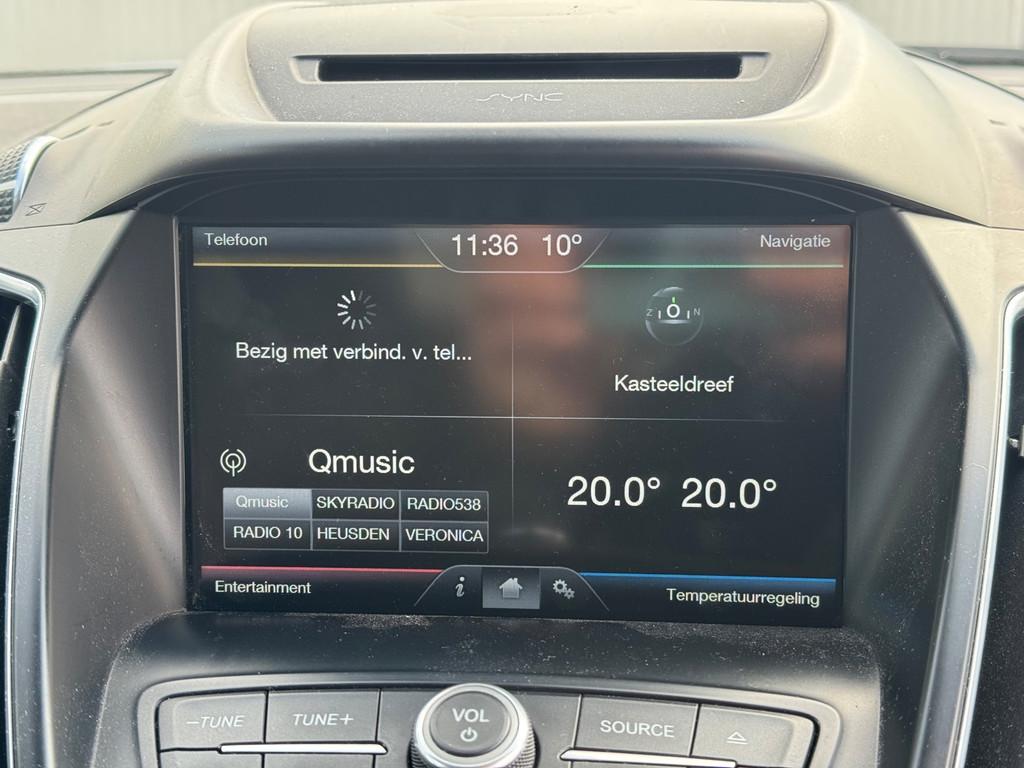 SYNC
Telefoon 11:36 10° Navigatie
Z O N
Bezig met verbind. v. tel...
Kasteeldreef
Qmusic
20.0° 20.0°
Qmusic SKYRADIO RADIO538
RADIO 10 HEUSDEN VERONICA
Entertainment i Temperatuurregeling
-TUNE TUNE+ VOL SOURCE